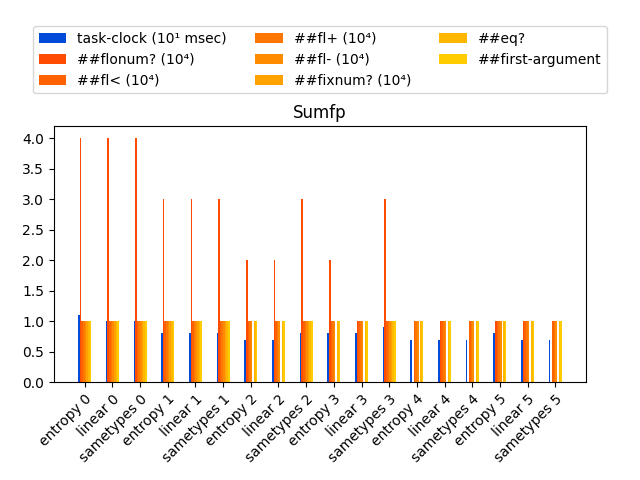 task-clock (10¹ msec)
##flonum? (10⁴)
##fl< (10⁴)
##fl+ (10⁴)
##fl- (10⁴)
##fixnum? (10⁴)
##eq?
##first-argument
Sumfp
4.0
3.5
3.0
2.5
2.0
1.5
1.0
0.5
0.0
entropy 0
linear 0
sametypes 0
entropy 1
linear 1
sametypes 1
entropy 2
linear 2
sametypes 2
entropy 3
linear 3
sametypes 3
entropy 4
linear 4
sametypes 4
entropy 5
linear 5
sametypes 5